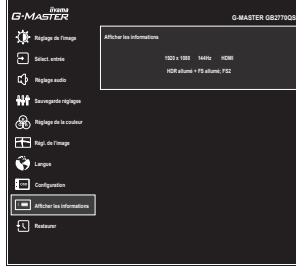 iiyama
G-MASTER
G-MASTER GB2770QS
Réglage de l'image
Sélect. entrée
Réglage audio
Sauvegarde réglages
Réglage de la couleur
Régl. de l'image
Langue
OSD
Configuration
Afficher les informations
Restaurer
Afficher les informations
1920 x 1080 144Hz HDMI
HDR allumé + FS allumé; FS2